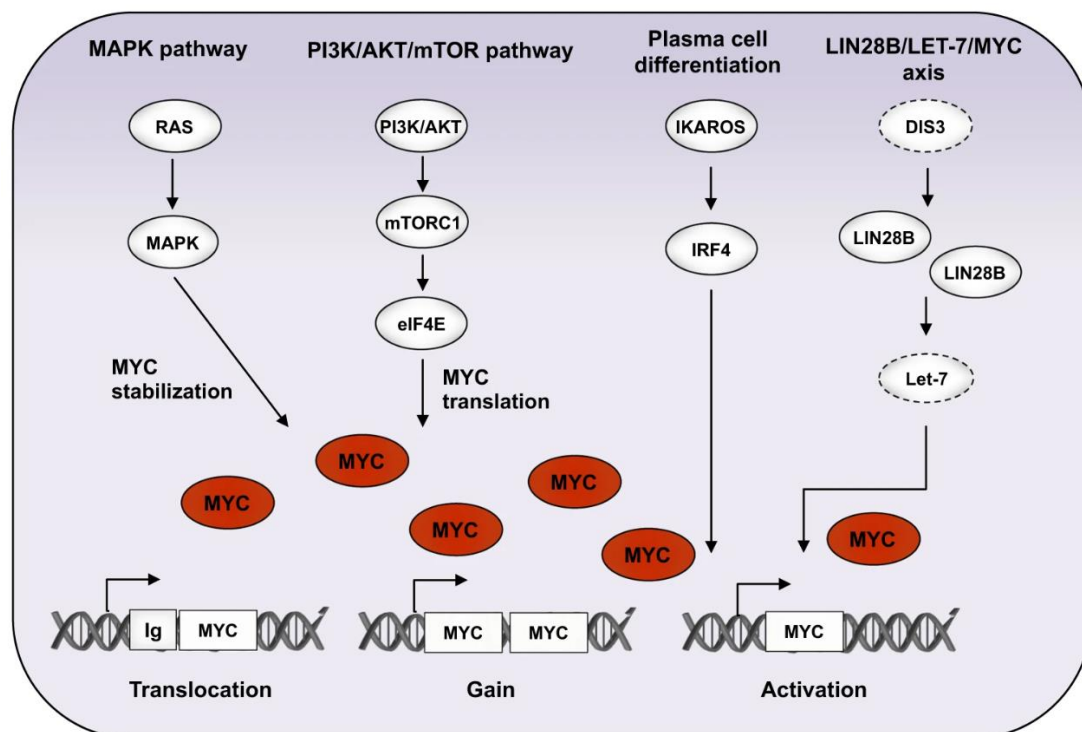 MAPK pathway
PI3K/AKT/mTOR pathway
Plasma cell
differentiation
LIN28B/LET-7/MYC
axis
RAS
PI3K/AKT
IKAROS
DIS3
MAPK
mTORC1
IRF4
LIN28B
LIN28B
eIF4E
Let-7
MYC
stabilization
MYC
translation
MYC
MYC
MYC
MYC
MYC
MYC
Ig
MYC
MYC
MYC
MYC
Translocation
Gain
Activation